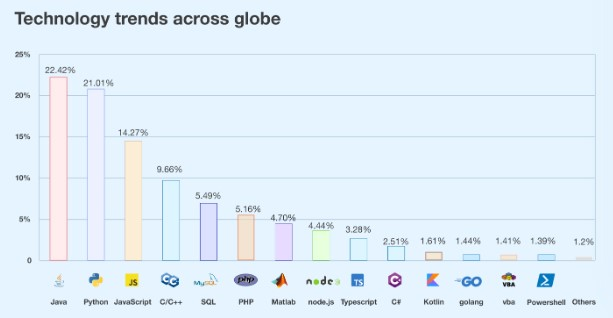 Technology trends across globe
25%
20%
15%
10%
5%
0
22.42%
21.01%
14.27%
9.66%
5.49%
5.16%
4.70%
4.44%
3.28%
2.51%
1.61%
1.44%
1.41%
1.39%
1.2%
JS
MySQL
php
node
TS
C
GO
VBA
Java
Python
JavaScript
C/C++
SQL
PHP
Matlab
node.js
Typescript
C#
Kotlin
golang
vba
Powershell
Others